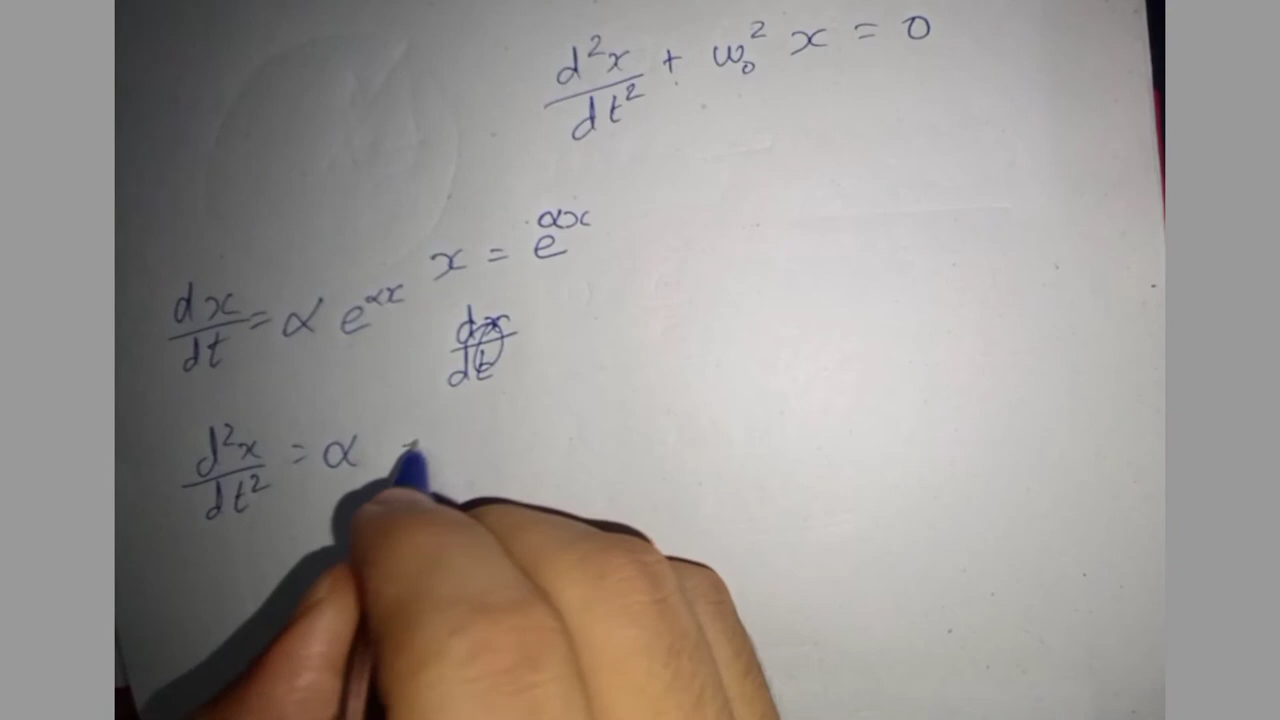 d²x/dt² + ω₀² x = 0
x = e^αx
dx/dt = α e^αx
dx/dt
d²x/dt² = α